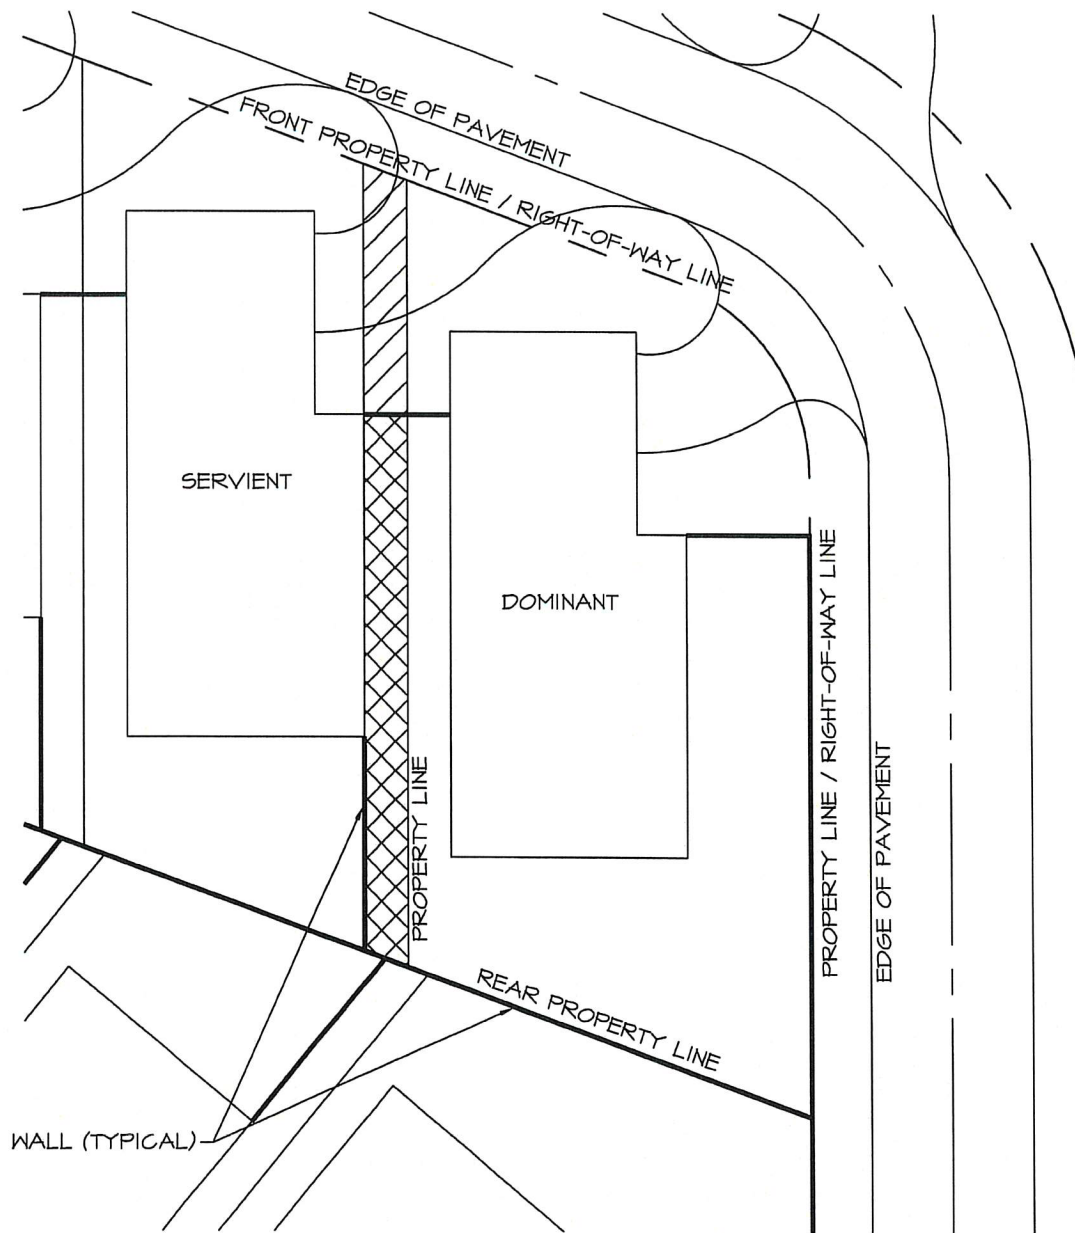 EDGE OF PAVEMENT
FRONT PROPERTY LINE / RIGHT-OF-WAY LINE
SERVIENT
DOMINANT
PROPERTY LINE
PROPERTY LINE / RIGHT-OF-WAY LINE
EDGE OF PAVEMENT
REAR PROPERTY LINE
WALL (TYPICAL)